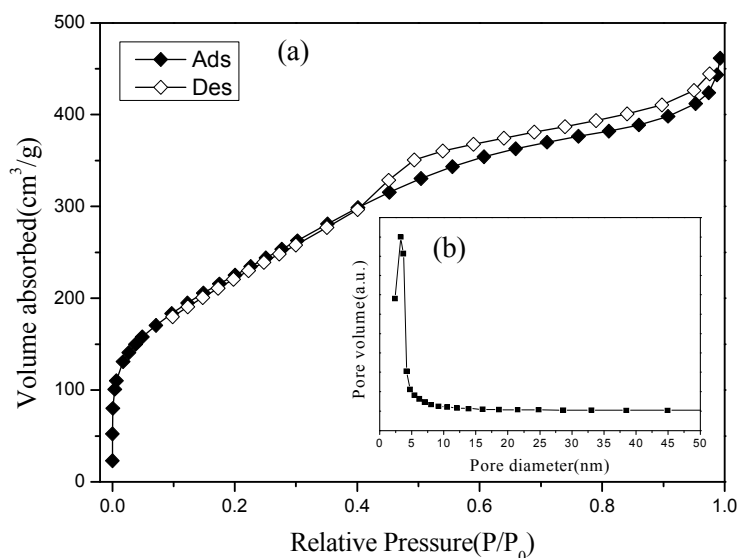 500
400
300
200
100
0
Volume absorbed(cm³/g)
Ads
Des
(a)
(b)
Pore volume(a.u.)
0 5 10 15 20 25 30 35 40 45 50
Pore diameter(nm)
0.0 0.2 0.4 0.6 0.8 1.0
Relative Pressure(P/P₀)